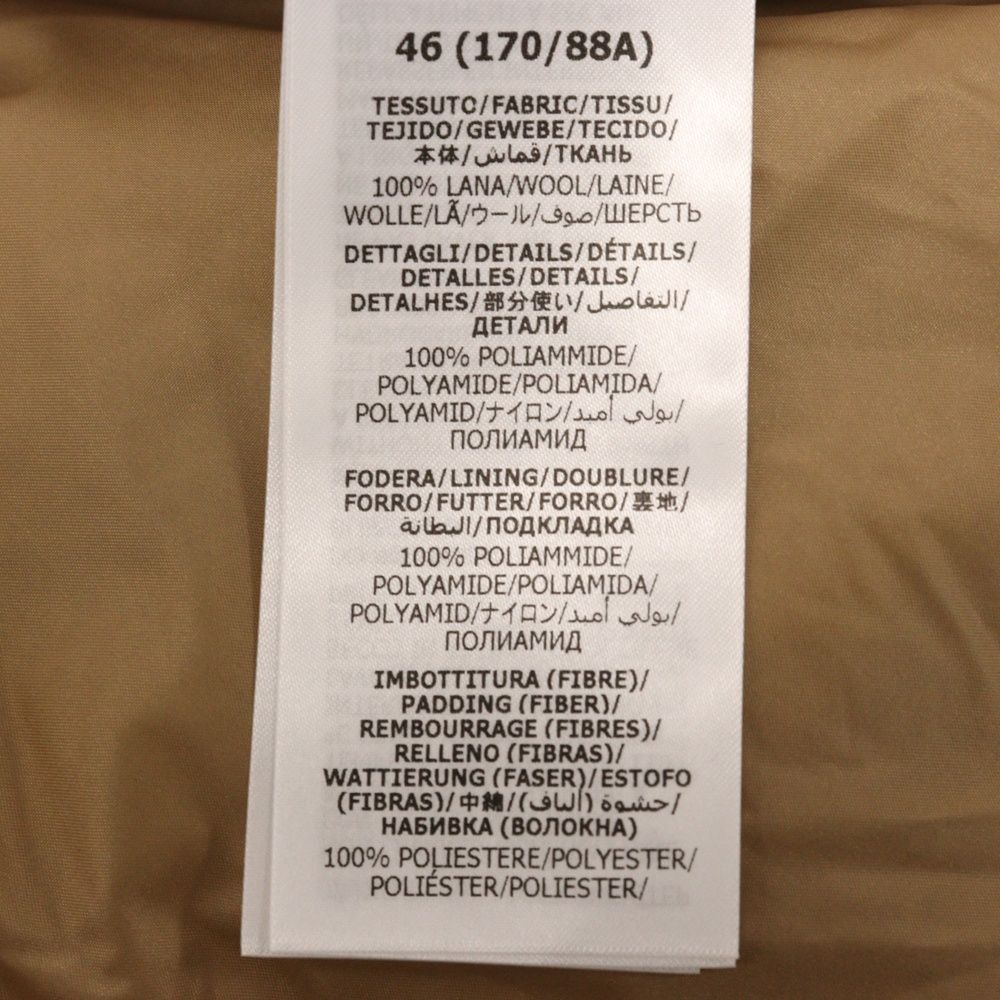 46 (170/88A)
TESSUTO/FABRIC/TISSU/
TEJIDO/GEWEBE/TECIDO/
本体/قماش/ТКАНЬ
100% LANA/WOOL/LAINE/
WOLLE/LÃ/ウール/صوف/ШЕРСТЬ
DETTAGLI/DETAILS/DÉTAILS/
DETALLES/DETAILS/
DETALHES/部分使い/التفاصيل/
ДЕТАЛИ
100% POLIAMMIDE/
POLYAMIDE/POLIAMIDA/
POLYAMID/ナイロン/بولي أميد/
ПОЛИАМИД
FODERA/LINING/DOUBLURE/
FORRO/FUTTER/FORRO/裏地/
البطانة/ПОДКЛАДКА
100% POLIAMMIDE/
POLYAMIDE/POLIAMIDA/
POLYAMID/ナイロン/بولي أميد/
ПОЛИАМИД
IMBOTTITURA (FIBRE)/
PADDING (FIBER)/
REMBOURRAGE (FIBRES)/
RELLENO (FIBRAS)/
WATTIERUNG (FASER)/ESTOFO
(FIBRAS)/中綿/حشوة (ألياف)/
НАБИВКА (ВОЛОКНА)
100% POLIESTERE/POLYESTER/
POLIÉSTER/POLIESTER/